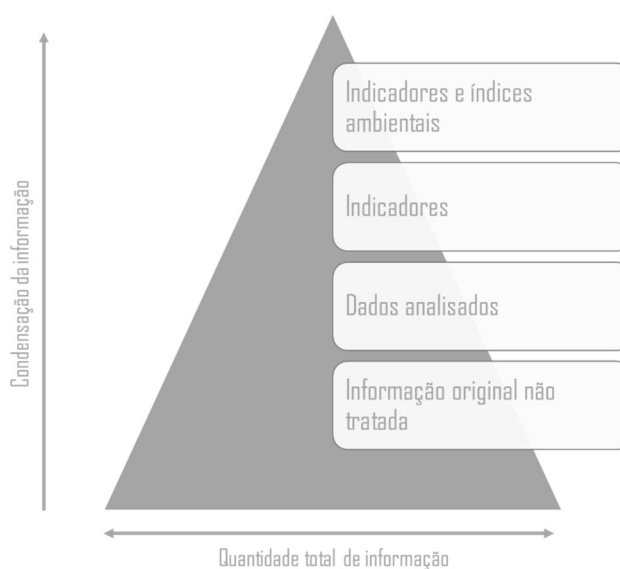 Indicadores e índices
ambientais
Indicadores
Dados analisados
Informação original não
tratada
Condensação da informação
Quantidade total de informação